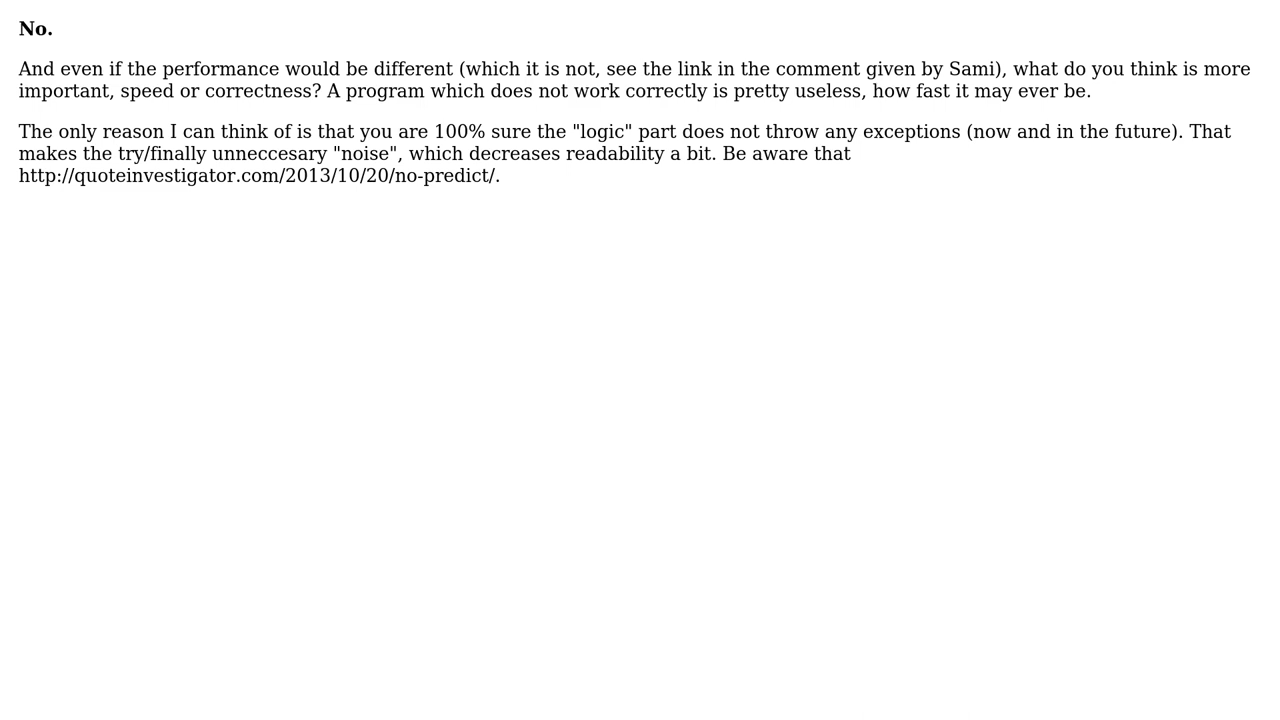 No.
And even if the performance would be different (which it is not, see the link in the comment given by Sami), what do you think is more
important, speed or correctness? A program which does not work correctly is pretty useless, how fast it may ever be.
The only reason I can think of is that you are 100% sure the "logic" part does not throw any exceptions (now and in the future). That
makes the try/finally unneccesary "noise", which decreases readability a bit. Be aware that
http://quoteinvestigator.com/2013/10/20/no-predict/.